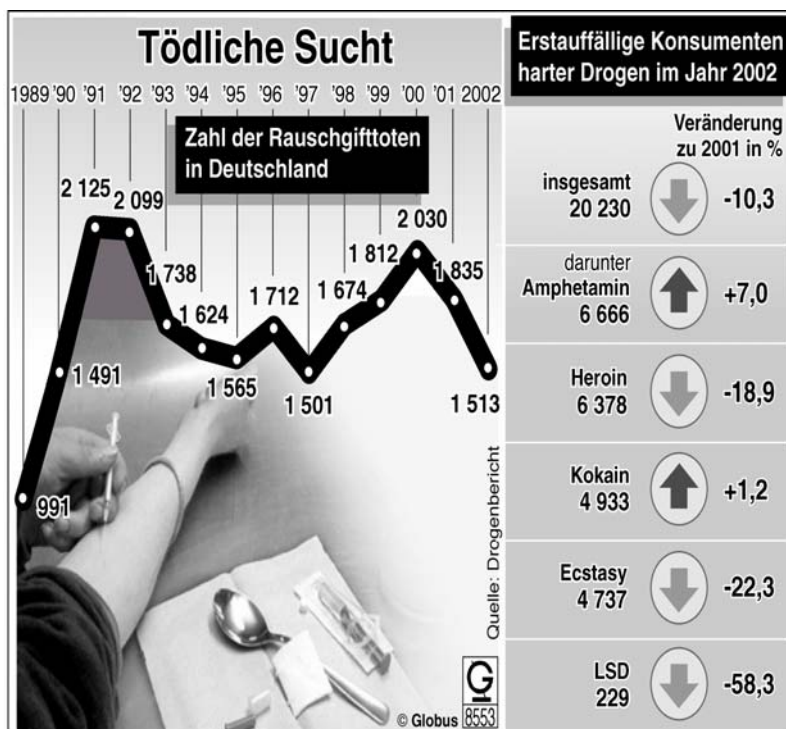 Tödliche Sucht
1989 '90 '91 '92 '93 '94 '95 '96 '97 '98 '99 '00 '01 2002
Zahl der Rauschgifttoten
in Deutschland
991
1 491
2 125
2 099
1 738
1 624
1 565
1 712
1 501
1 674
1 812
2 030
1 835
1 513
Quelle: Drogenbericht
© Globus
G
8553
Erstauffällige Konsumenten
harter Drogen im Jahr 2002
Veränderung
zu 2001 in %
insgesamt
20 230
-10,3
darunter
Amphetamin
6 666
+7,0
Heroin
6 378
-18,9
Kokain
4 933
+1,2
Ecstasy
4 737
-22,3
LSD
229
-58,3